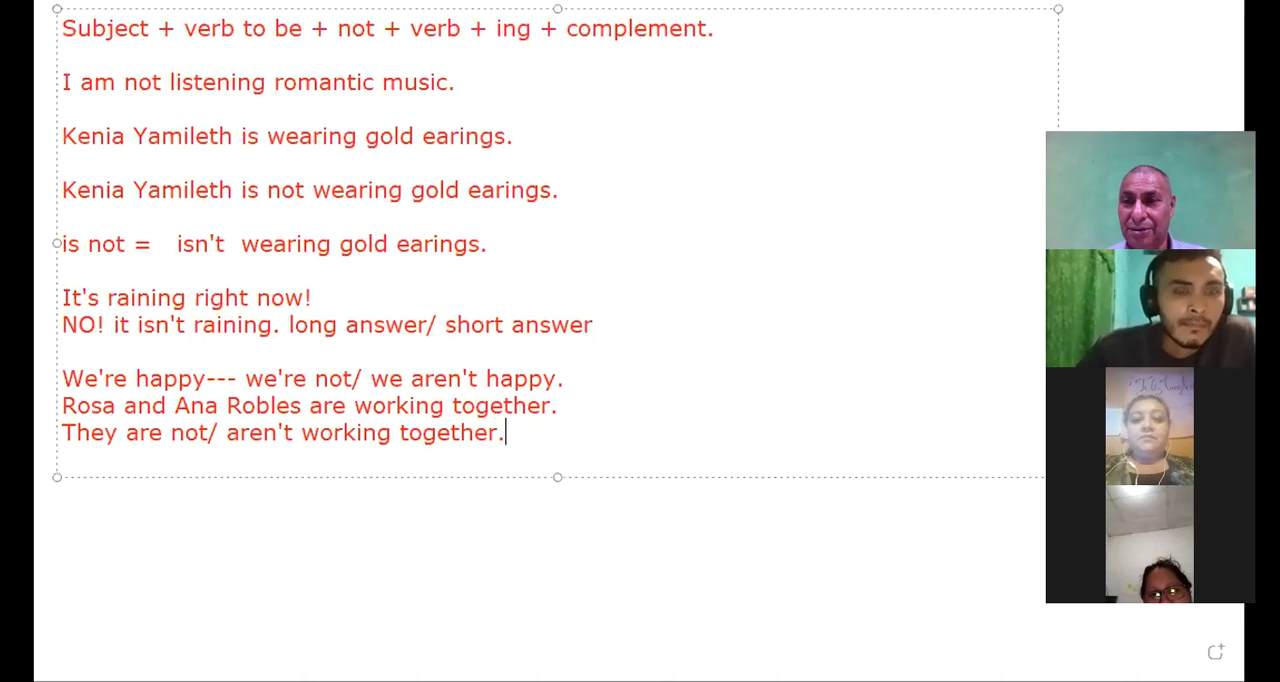 Subject + verb to be + not + verb + ing + complement.
I am not listening romantic music.
Kenia Yamileth is wearing gold earings.
Kenia Yamileth is not wearing gold earings.
is not = isn't wearing gold earings.
It's raining right now!
NO! it isn't raining. long answer/ short answer
We're happy--- we're not/ we aren't happy.
Rosa and Ana Robles are working together.
They are not/ aren't working together.